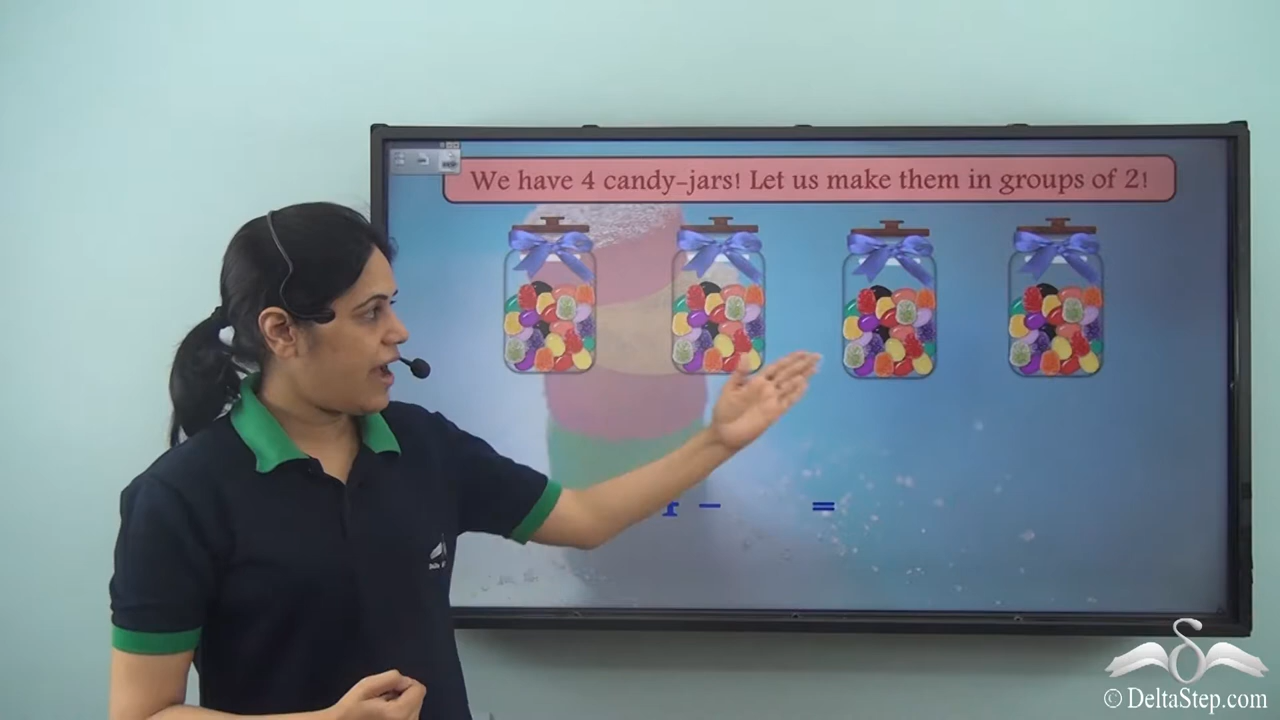 We have 4 candy-jars! Let us make them in groups of 2!
– =
© DeltaStep.com